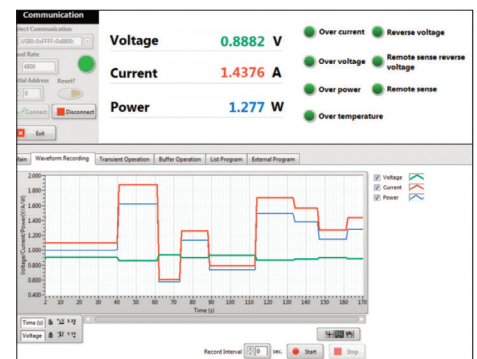 Communication
Select Communication
USB0::0xFFFF::0x8800::
Baud Rate
4800
Initial Address Reset?
0
Connect Disconnect
Exit
Voltage 0.8882 V
Current 1.4376 A
Power 1.277 W
Over current Reverse voltage
Over voltage Remote sense reverse voltage
Over power Remote sense
Over temperature
Main Waveform Recording Transient Operation Buffer Operation List Program External Program
Voltage/Current/Power(V/A/W)
2.000
1.800
1.600
1.400
1.200
1.000
0.800
0.600
0.400
2 10 20 30 40 50 60 70 80 90 100 110 120 130 140 150 160 170
Time (s)
Voltage
Current
Power
Time (s)
Voltage
Record Interval 0 sec. Start Stop